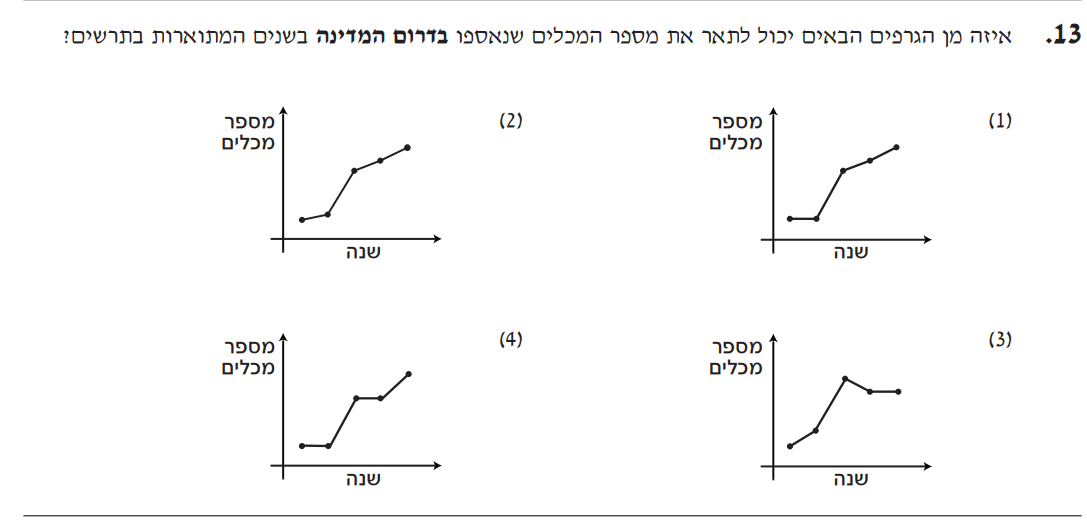 13. איזה מן הגרפים הבאים יכול לתאר את מספר המכלים שנאספו בדרום המדינה בשנים המתוארות בתרשים?
(1)
מספר
מכלים
שנה
(2)
מספר
מכלים
שנה
(3)
מספר
מכלים
שנה
(4)
מספר
מכלים
שנה